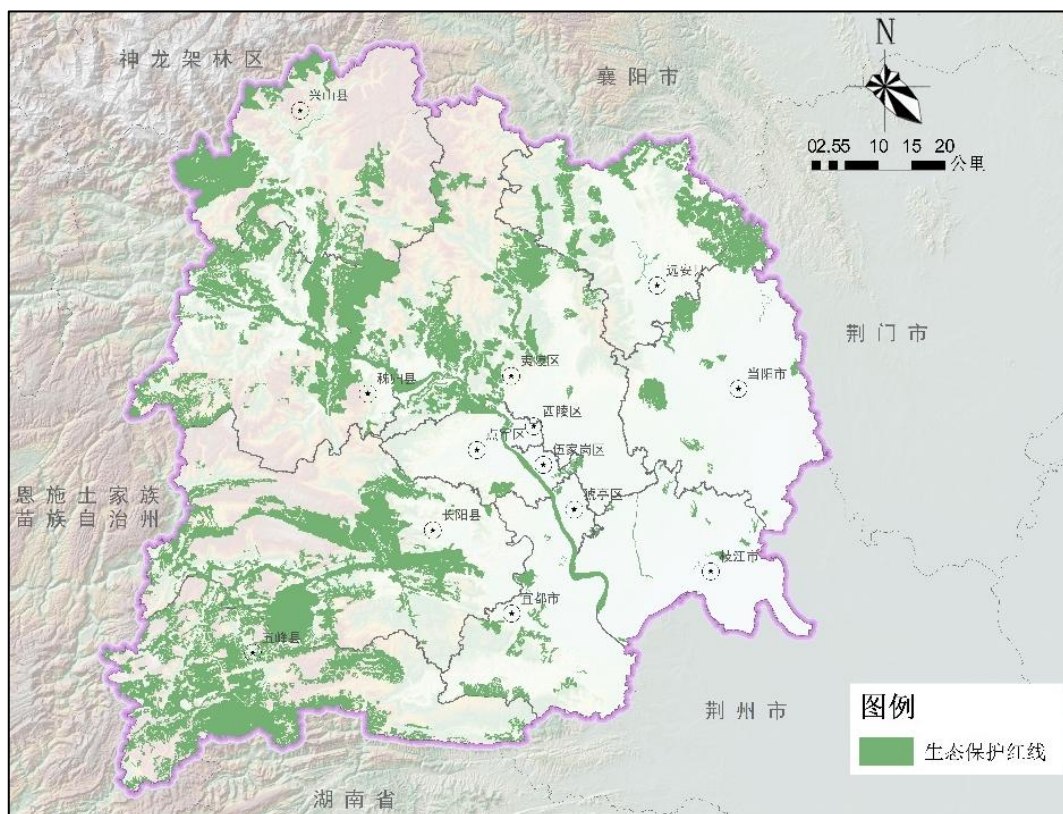 神龙架林区
襄阳市
N
02.55 10 15 20
公里
兴山县
远安县
荆门市
当阳市
夷陵区
秭归县
西陵区
点军区
伍家岗区
恩施土家族
苗族自治州
猇亭区
长阳县
枝江市
宜都市
五峰县
荆州市
图例
生态保护红线
湖南省